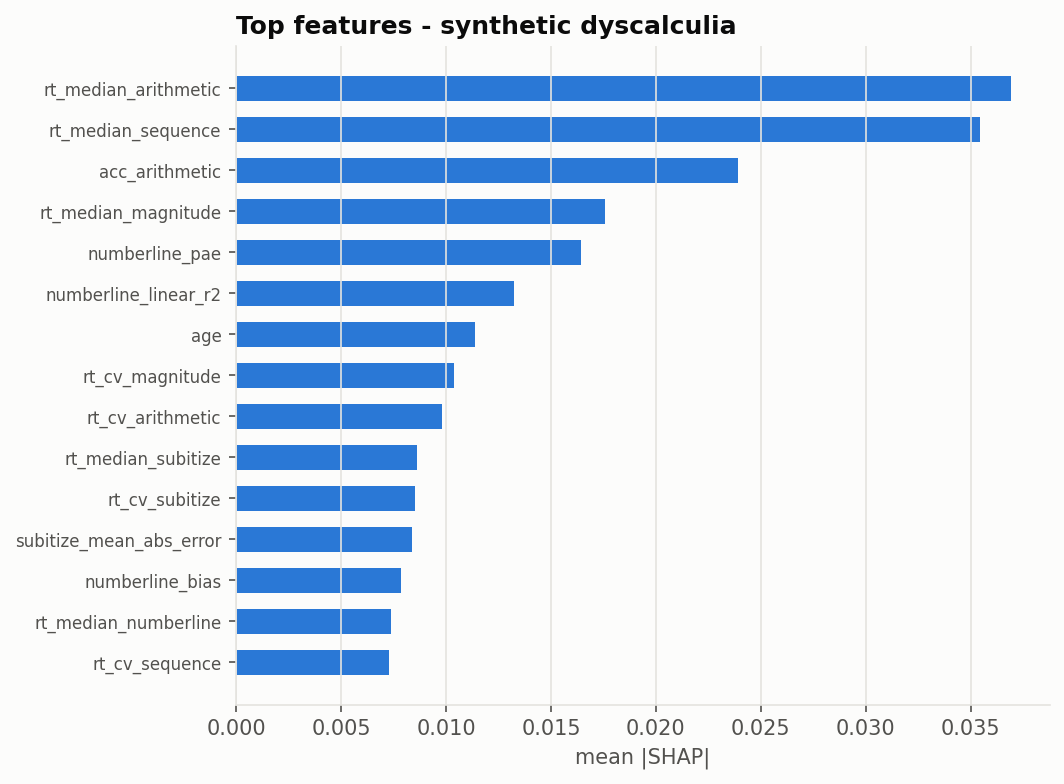 Top features - synthetic dyscalculia
rt_median_arithmetic
rt_median_sequence
acc_arithmetic
rt_median_magnitude
numberline_pae
numberline_linear_r2
age
rt_cv_magnitude
rt_cv_arithmetic
rt_median_subitize
rt_cv_subitize
subitize_mean_abs_error
numberline_bias
rt_median_numberline
rt_cv_sequence
0.000 0.005 0.010 0.015 0.020 0.025 0.030 0.035
mean |SHAP|